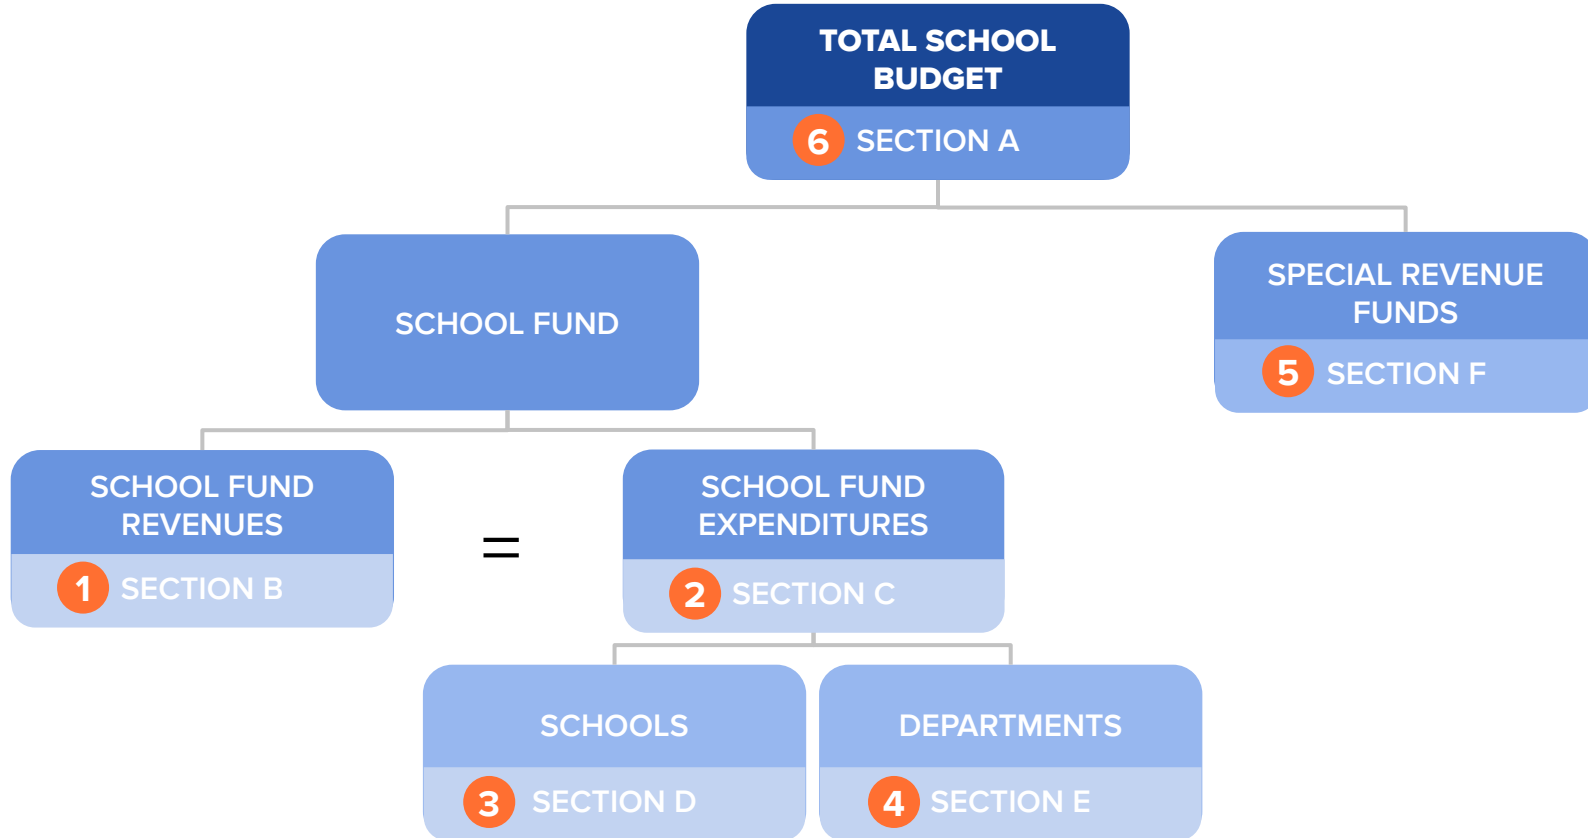 TOTAL SCHOOL
BUDGET
6 SECTION A
SCHOOL FUND
SPECIAL REVENUE
FUNDS
5 SECTION F
SCHOOL FUND
REVENUES
1 SECTION B
=
SCHOOL FUND
EXPENDITURES
2 SECTION C
SCHOOLS
3 SECTION D
DEPARTMENTS
4 SECTION E